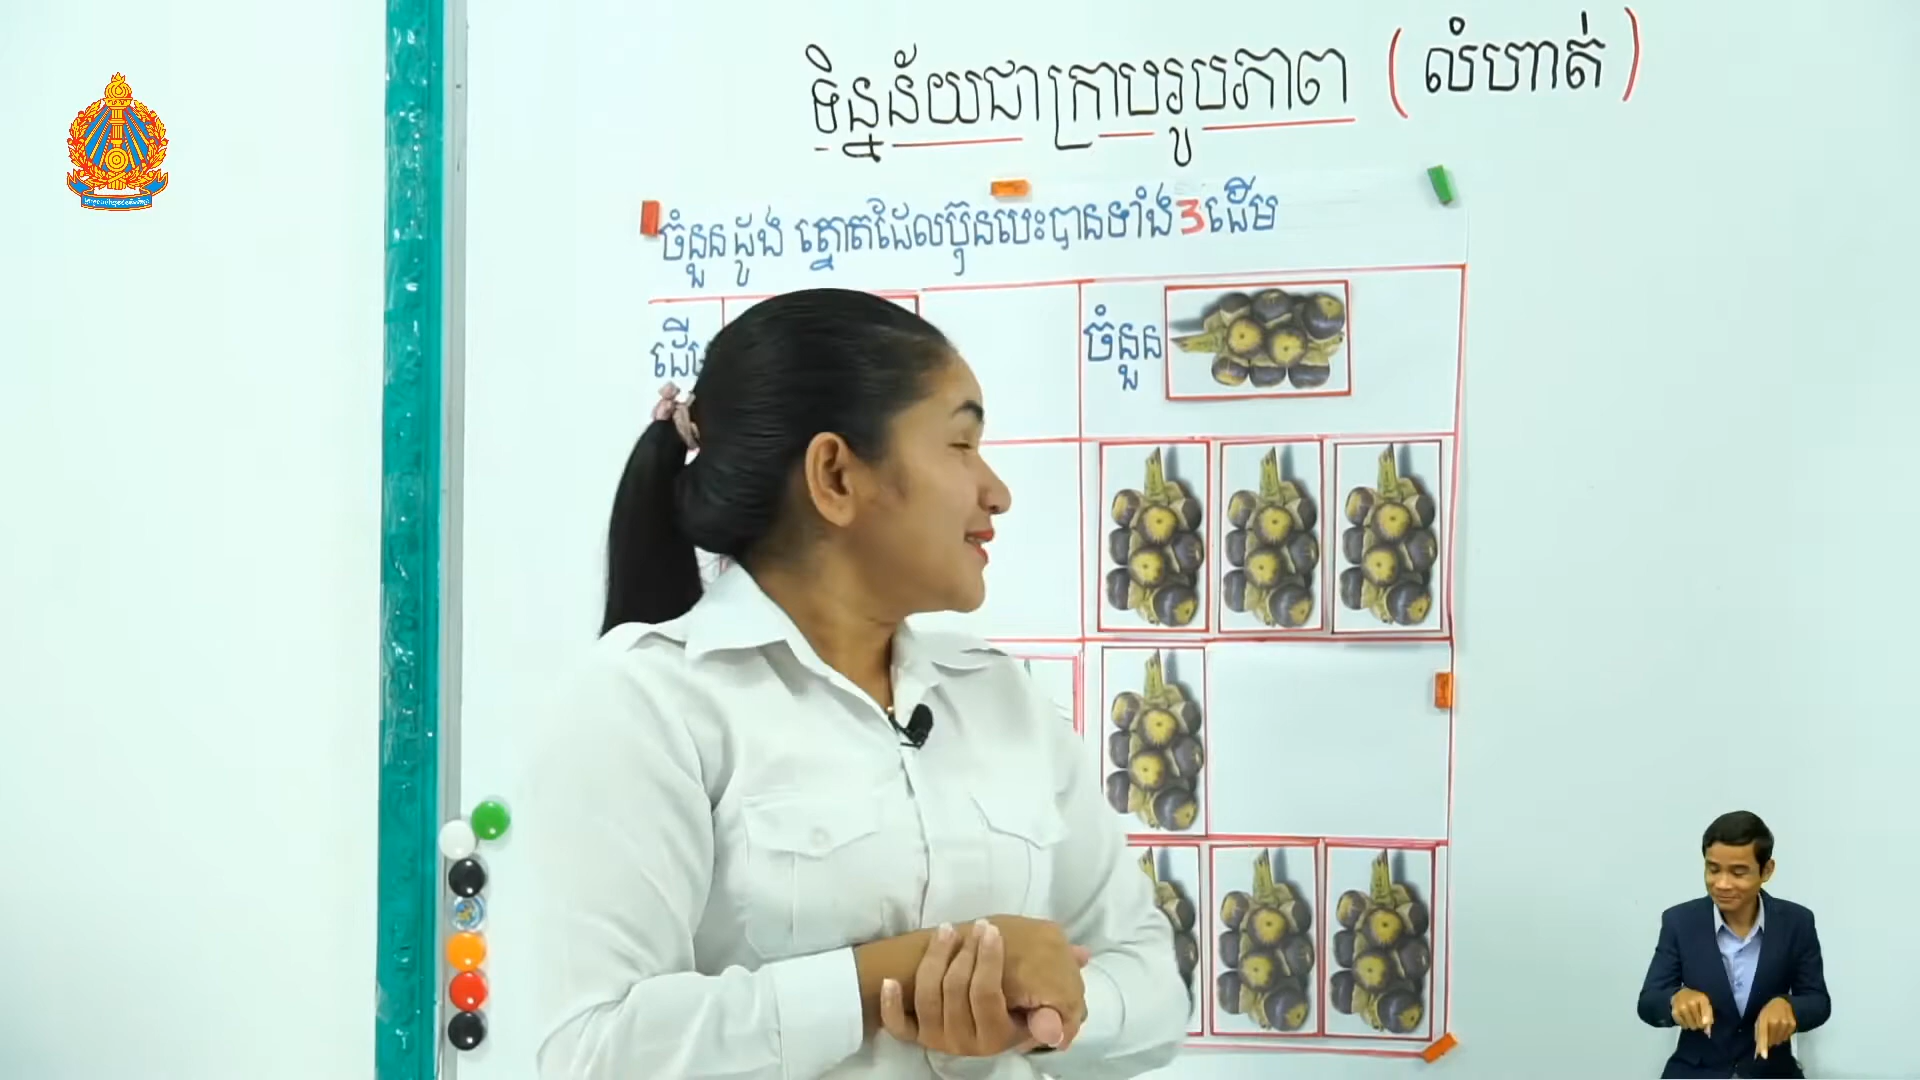 ទិន្នន័យជាក្រាបរូបភាព (លំហាត់)
ចំនួនដូង ត្នោតដែលប៊ុនបេះបានទាំង3ដើម
ចំនួន